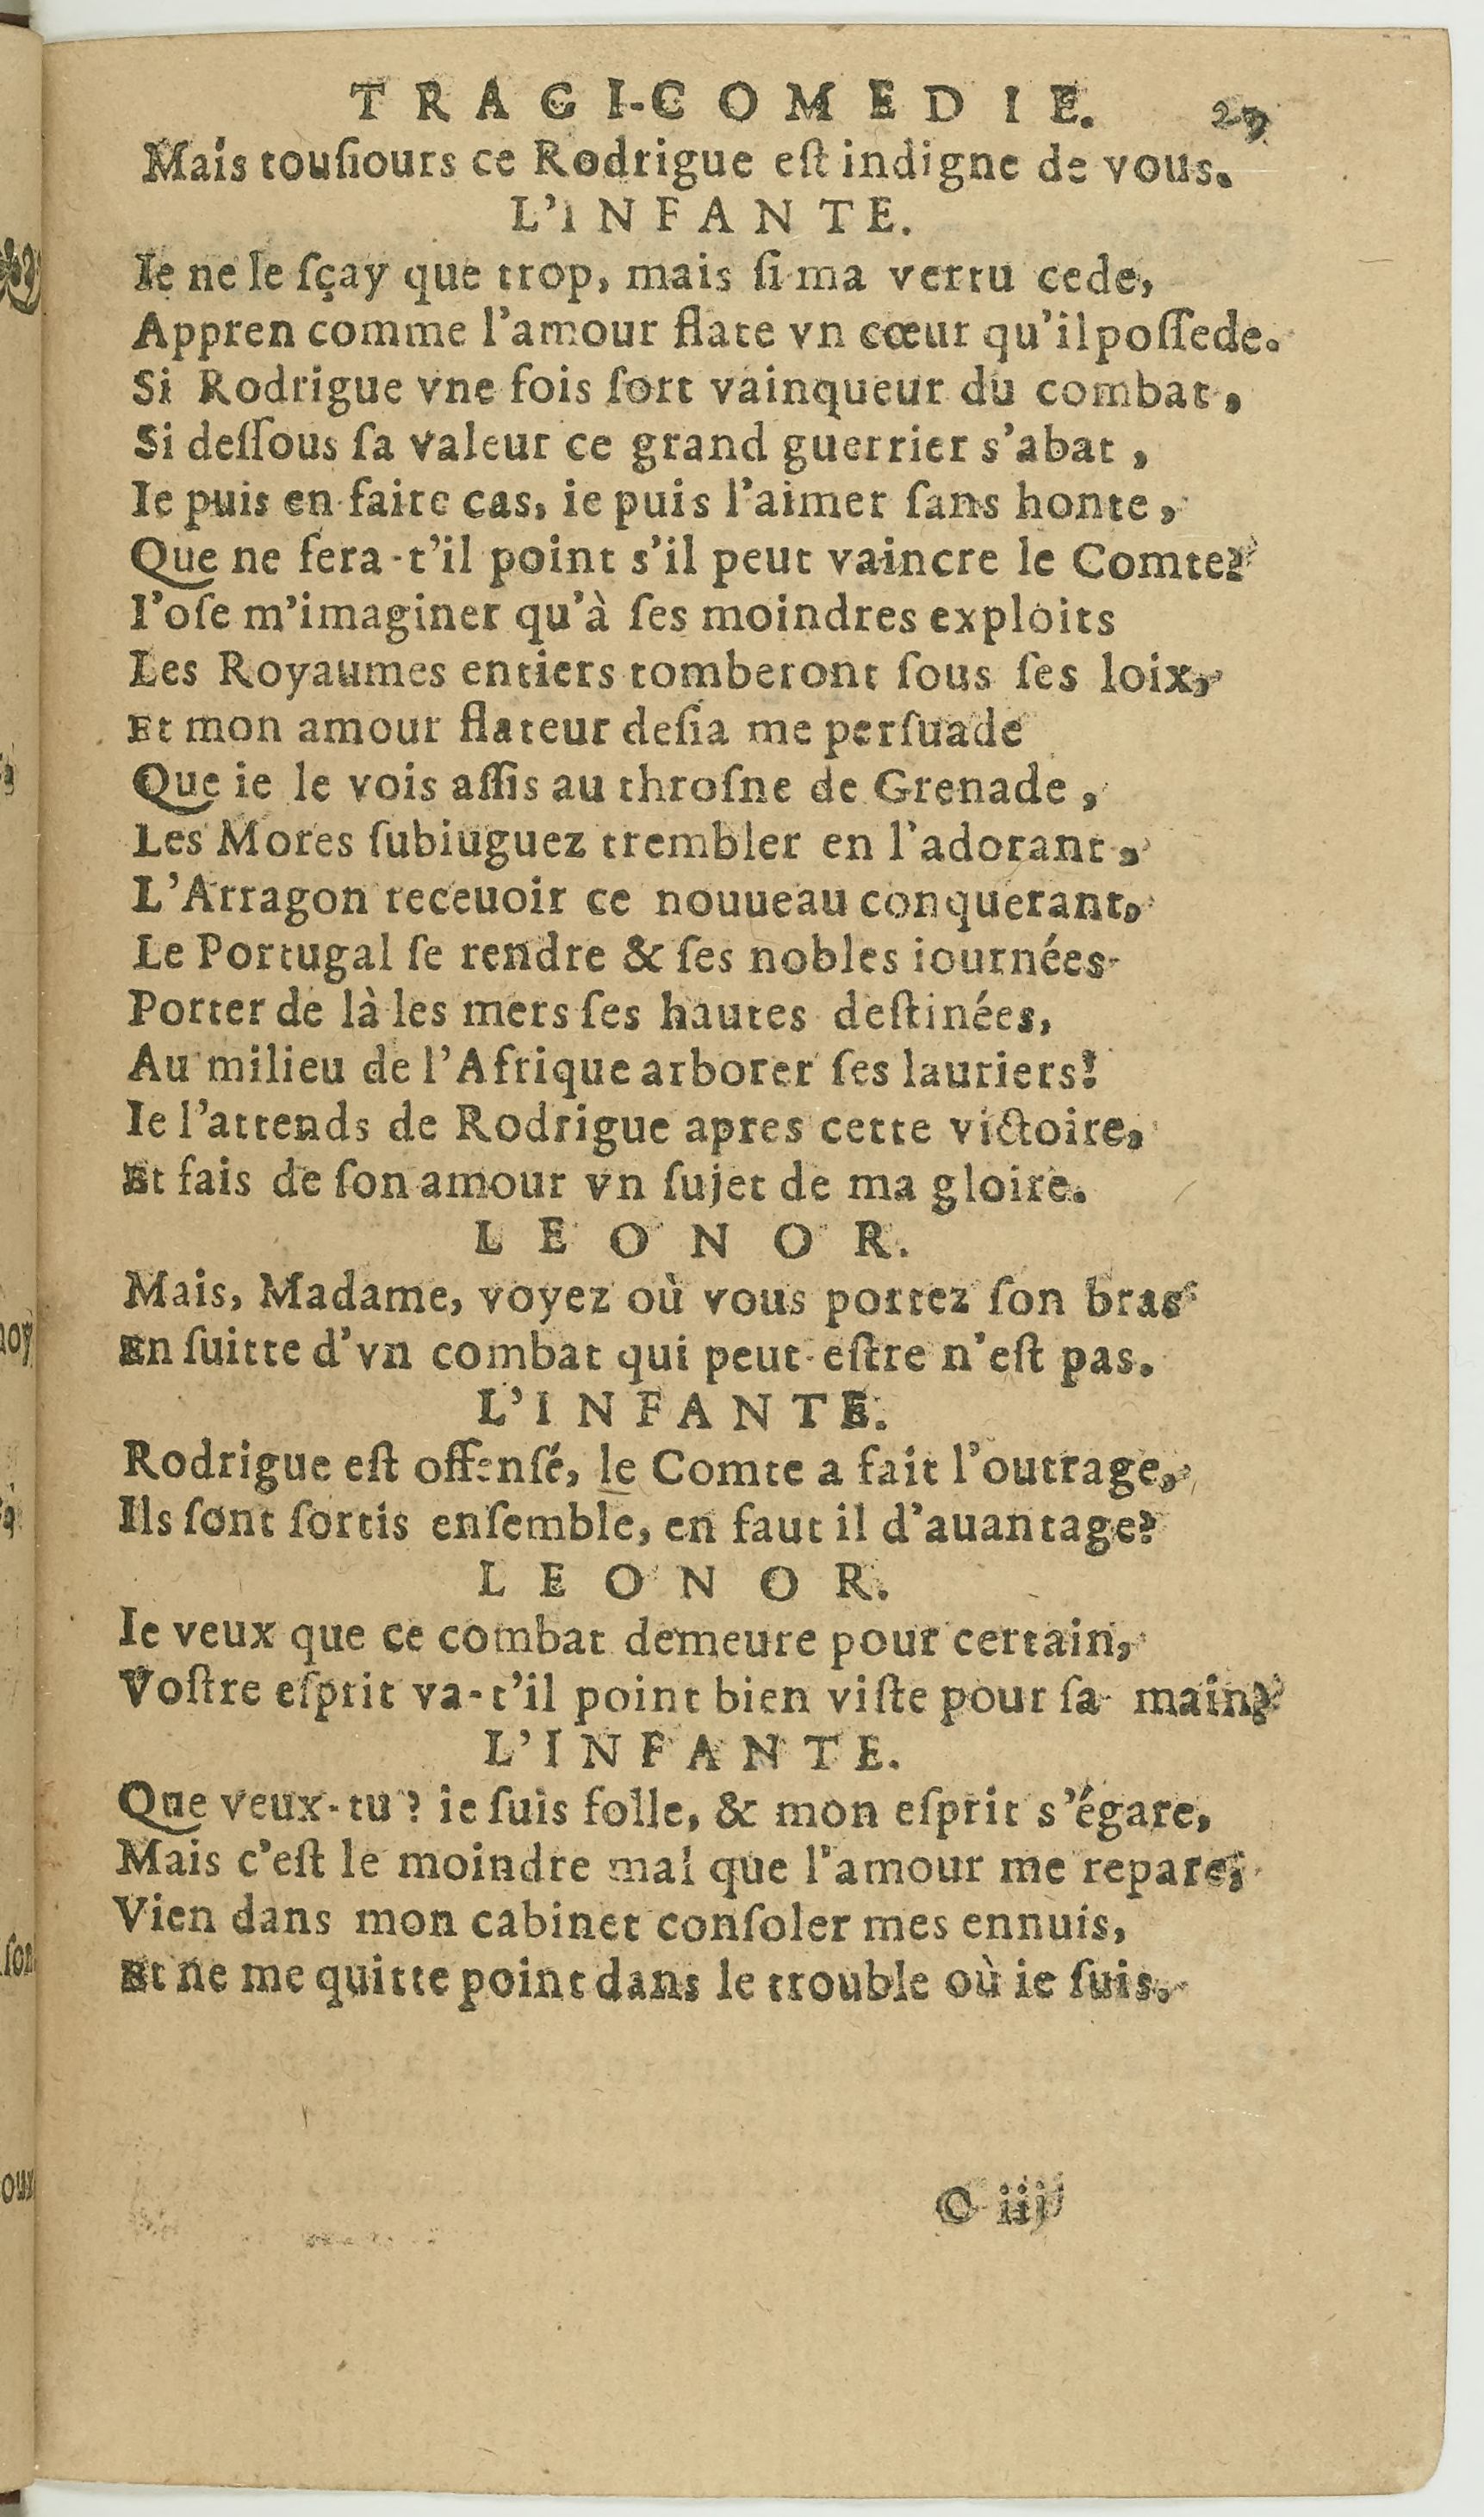 TRAGI-COMEDIE. 29
Mais touſiours ce Rodrigue eſt indigne de vous.
L'INFANTE.
Ie ne le ſçay que trop, mais ſi ma vertu cede,
Appren comme l'amour flate vn cœur qu'il poſſede.
Si Rodrigue vne fois ſort vainqueur du combat,
Si deſſous ſa valeur ce grand guerrier s'abat,
Ie puis en faire cas, ie puis l'aimer ſans honte,
Que ne fera-t'il point s'il peut vaincre le Comte?
I'oſe m'imaginer qu'à ſes moindres exploits
Les Royaumes entiers tomberont ſous ſes loix,
Et mon amour flateur deſia me perſuade
Que ie le vois aſſis au throſne de Grenade,
Les Mores ſubiuguez trembler en l'adorant,
L'Arragon receuoir ce nouueau conquerant,
Le Portugal ſe rendre & ſes nobles iournées
Porter de là les mers ſes hautes deſtinées,
Au milieu de l'Afrique arborer ſes lauriers!
Ie l'attends de Rodrigue apres cette victoire,
Et fais de ſon amour vn ſujet de ma gloire.
LEONOR.
Mais, Madame, voyez où vous portez ſon bras
En ſuitte d'vn combat qui peut-eſtre n'eſt pas.
L'INFANTE.
Rodrigue eſt offenſé, le Comte a fait l'outrage,
Ils ſont ſortis enſemble, en faut il d'auantage?
LEONOR.
Ie veux que ce combat demeure pour certain,
Voſtre eſprit va-t'il point bien viſte pour ſa main?
L'INFANTE.
Que veux-tu? ie ſuis folle, & mon eſprit s'égare,
Mais c'eſt le moindre mal que l'amour me repare,
Vien dans mon cabinet conſoler mes ennuis,
Et ne me quitte point dans le trouble où ie ſuis.
C iij